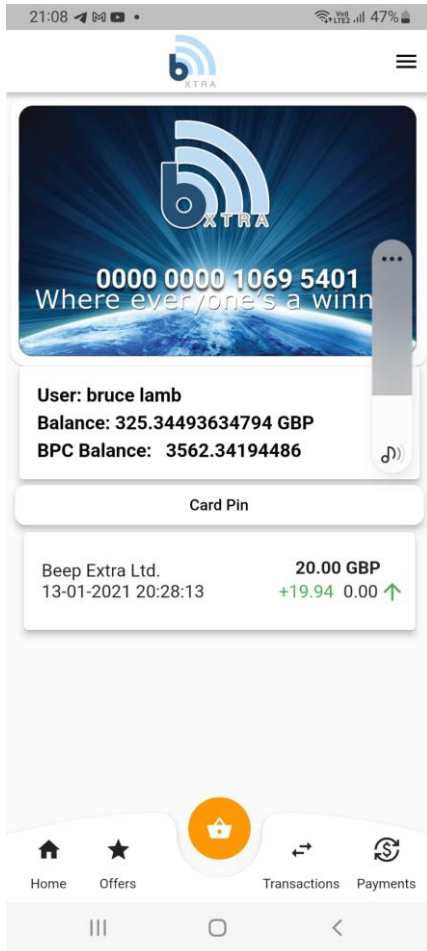 21:08
Vo)) LTE2 47%
b
XTRA
b
XTRA
0000 0000 1069 5401
Where everyone's a winn
User: bruce lamb
Balance: 325.34493634794 GBP
BPC Balance: 3562.34194486
Card Pin
Beep Extra Ltd. 20.00 GBP
13-01-2021 20:28:13 +19.94 0.00
Home Offers Transactions Payments